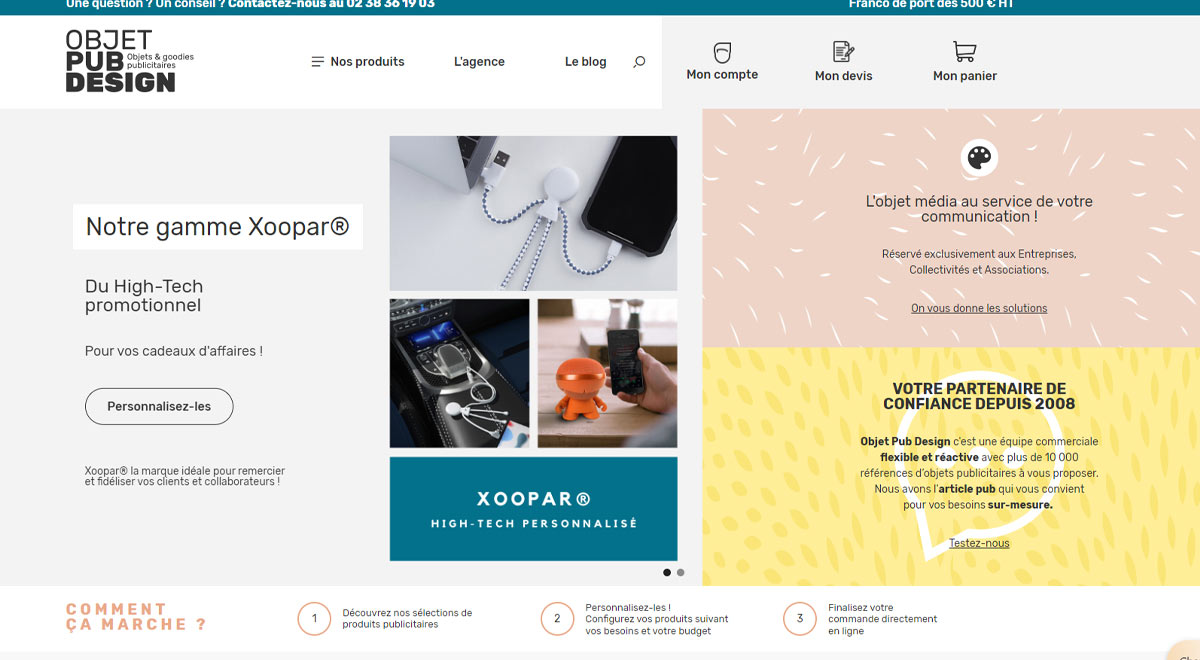 Une question ? Un conseil ? Contactez-nous au 02 38 36 19 03
Franco de port dès 500 € HT
OBJET
PUB Objets & goodies
publicitaires
DESIGN
Nos produits
L'agence
Le blog
Mon compte
Mon devis
Mon panier
Notre gamme Xoopar®
Du High-Tech
promotionnel
Pour vos cadeaux d'affaires !
Personnalisez-les
Xoopar® la marque idéale pour remercier
et fidéliser vos clients et collaborateurs !
XOOPAR®
HIGH-TECH PERSONNALISÉ
L'objet média au service de votre
communication !
Réservé exclusivement aux Entreprises,
Collectivités et Associations.
On vous donne les solutions
VOTRE PARTENAIRE DE
CONFIANCE DEPUIS 2008
Objet Pub Design c'est une équipe commerciale
flexible et réactive avec plus de 10 000
références d'objets publicitaires à vous proposer.
Nous avons l'article pub qui vous convient
pour vos besoins sur-mesure.
Testez-nous
COMMENT
ÇA MARCHE ?
1
Découvrez nos sélections de
produits publicitaires
2
Personnalisez-les !
Configurez vos produits suivant
vos besoins et votre budget
3
Finalisez votre
commande directement
en ligne